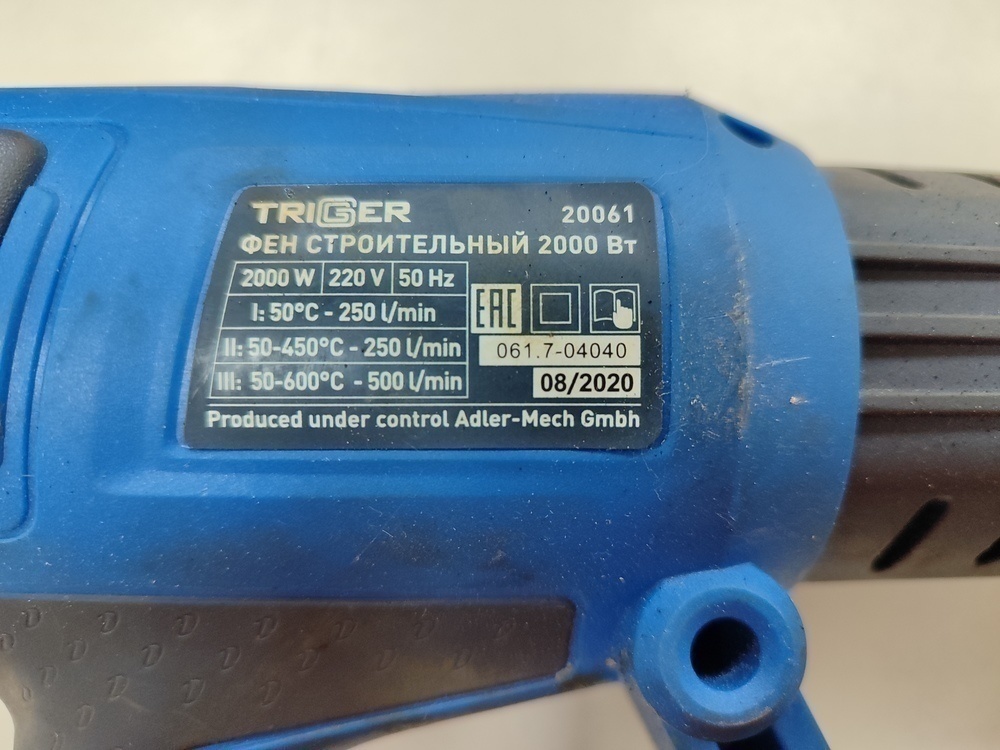 TRIGER 20061
ФЕН СТРОИТЕЛЬНЫЙ 2000 Вт
2000 W 220 V 50 Hz
I: 50°C - 250 l/min
II: 50-450°C - 250 l/min
III: 50-600°C - 500 l/min
EAC
061.7-04040
08/2020
Produced under control Adler-Mech Gmbh